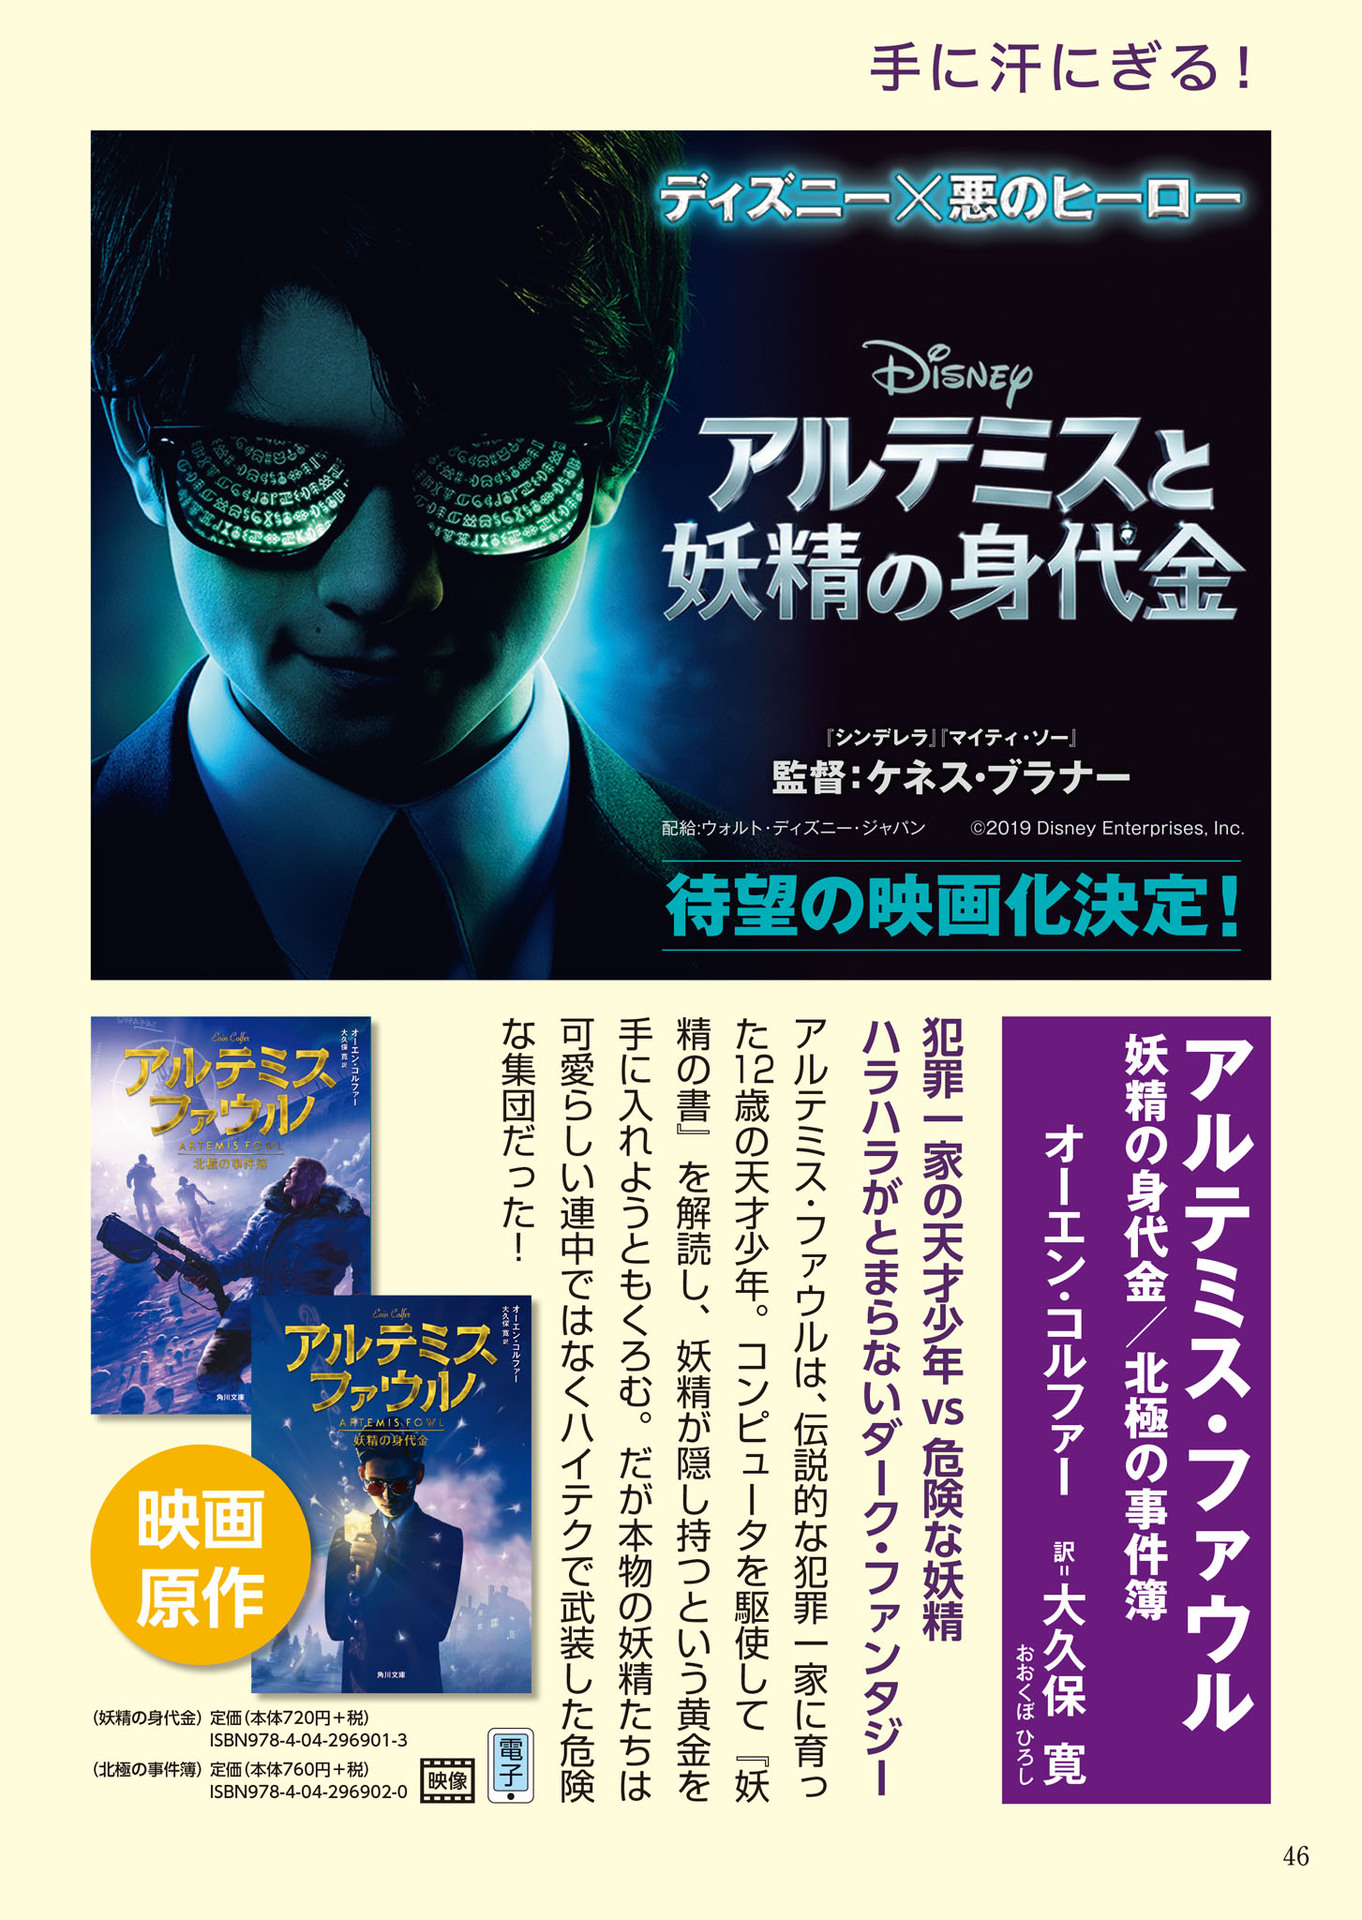 手に汗にぎる！
ディズニー×悪のヒーロー
Disney
アルテミスと
妖精の身代金
『シンデレラ』『マイティ・ソー』
監督：ケネス・ブラナー
配給：ウォルト・ディズニー・ジャパン ©2019 Disney Enterprises, Inc.
待望の映画化決定！
アルテミス・ファウル
妖精の身代金／北極の事件簿
オーエン・コルファー 訳＝大久保 寛
おおくぼ ひろし
犯罪一家の天才少年 VS 危険な妖精
ハラハラがとまらないダーク・ファンタジー
アルテミス・ファウルは、伝説的な犯罪一家に育っ
た12歳の天才少年。コンピュータを駆使して『妖
精の書』を解読し、妖精が隠し持つという黄金を
手に入れようともくろむ。だが本物の妖精たちは
可愛らしい連中ではなくハイテクで武装した危険
な集団だった！
Eoin Colfer
オーエン・コルファー
大久保 寛 訳
アルテミス
ファウル
ARTEMIS FOWL
北極の事件簿
角川文庫
Eoin Colfer
オーエン・コルファー
大久保 寛 訳
アルテミス
ファウル
ARTEMIS FOWL
妖精の身代金
角川文庫
映画
原作
（妖精の身代金）定価（本体720円＋税）
ISBN978-4-04-296901-3
（北極の事件簿）定価（本体760円＋税）
ISBN978-4-04-296902-0
映像
電子
46